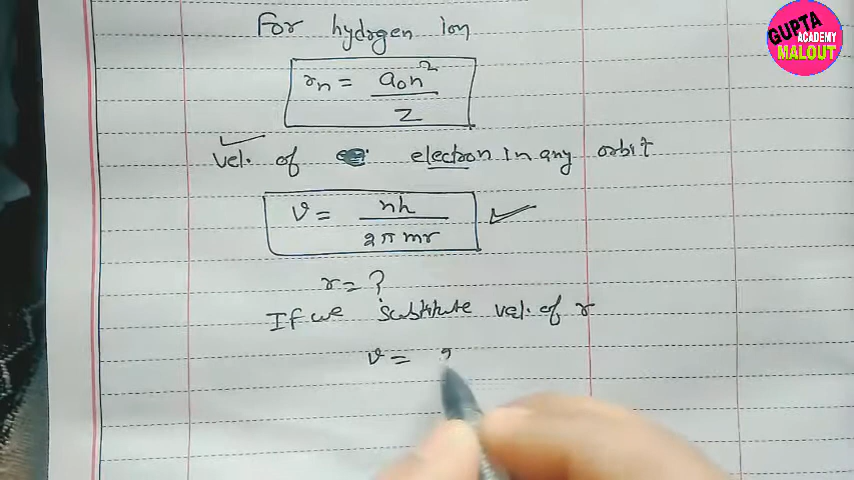 For hydrogen ion
GUPTA
ACADEMY
MALOUT
rn = a₀n² / Z
vel. of electron in any orbit
v = nh / 2πmr
r = ?
If we substitute vel. of r
v =